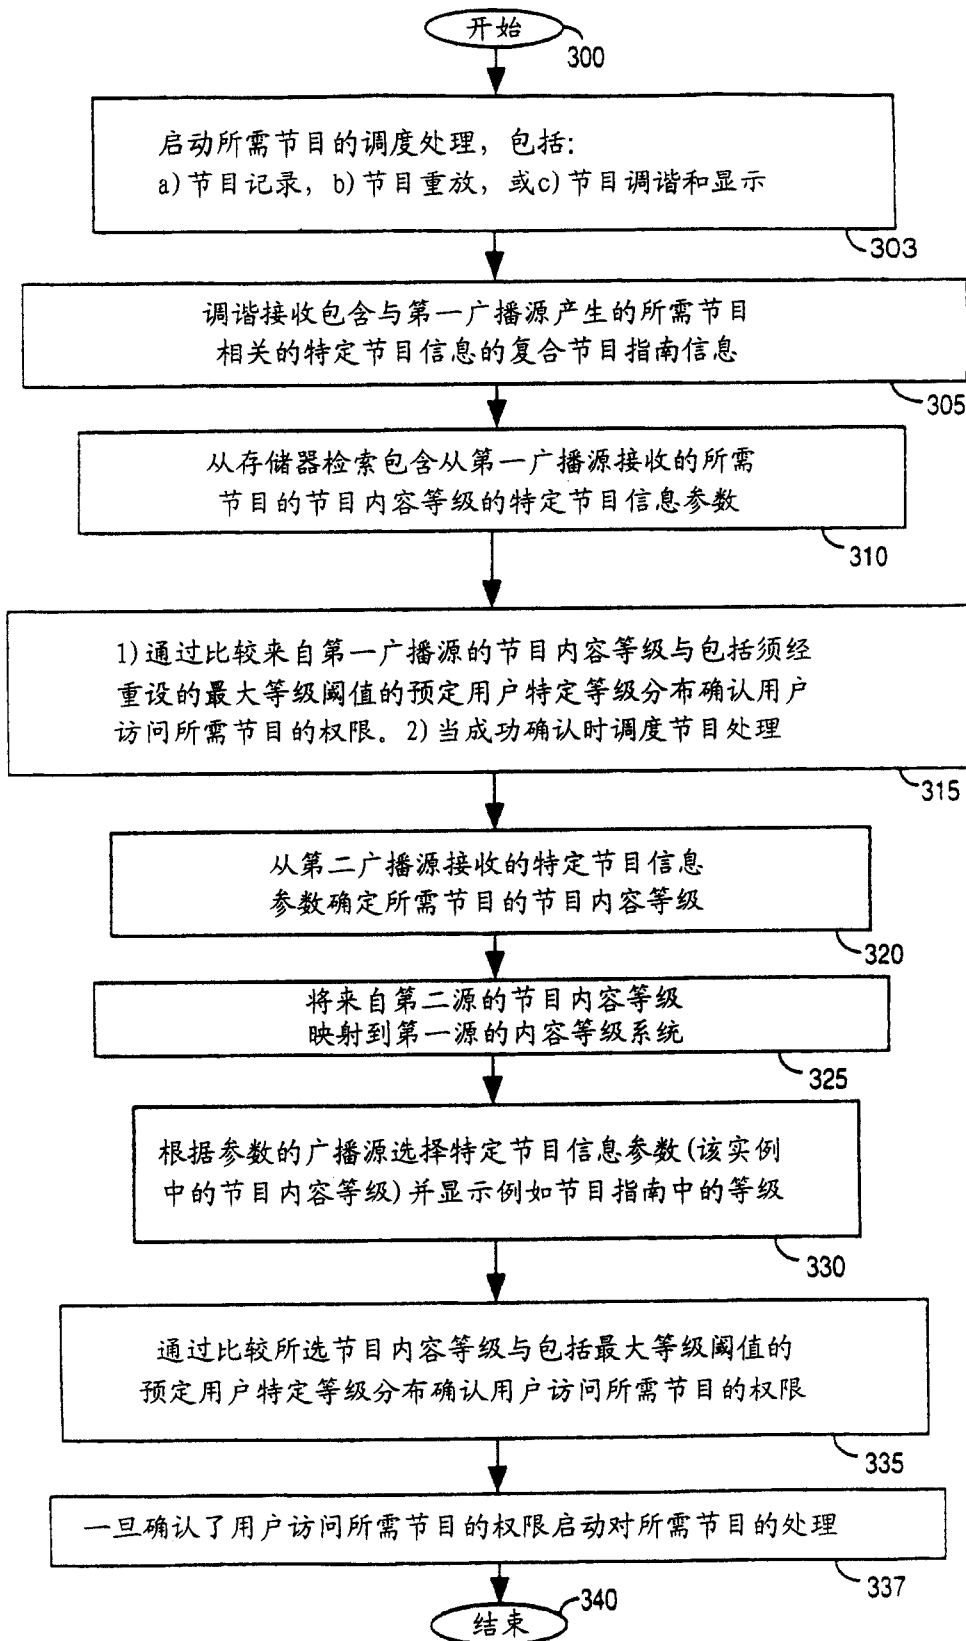 开始
300
启动所需节目的调度处理，包括：
a)节目记录，b)节目重放，或c)节目调谐和显示
303
调谐接收包含与第一广播源产生的所需节目
相关的特定节目信息的复合节目指南信息
305
从存储器检索包含从第一广播源接收的所需
节目的节目内容等级的特定节目信息参数
310
1)通过比较来自第一广播源的节目内容等级与包括须经
重设的最大等级阈值的预定用户特定等级分布确认用户
访问所需节目的权限。2)当成功确认时调度节目处理
315
从第二广播源接收的特定节目信息
参数确定所需节目的节目内容等级
320
将来自第二源的节目内容等级
映射到第一源的内容等级系统
325
根据参数的广播源选择特定节目信息参数(该实例
中的节目内容等级)并显示例如节目指南中的等级
330
通过比较所选节目内容等级与包括最大等级阈值的
预定用户特定等级分布确认用户访问所需节目的权限
335
一旦确认了用户访问所需节目的权限启动对所需节目的处理
337
340
结束